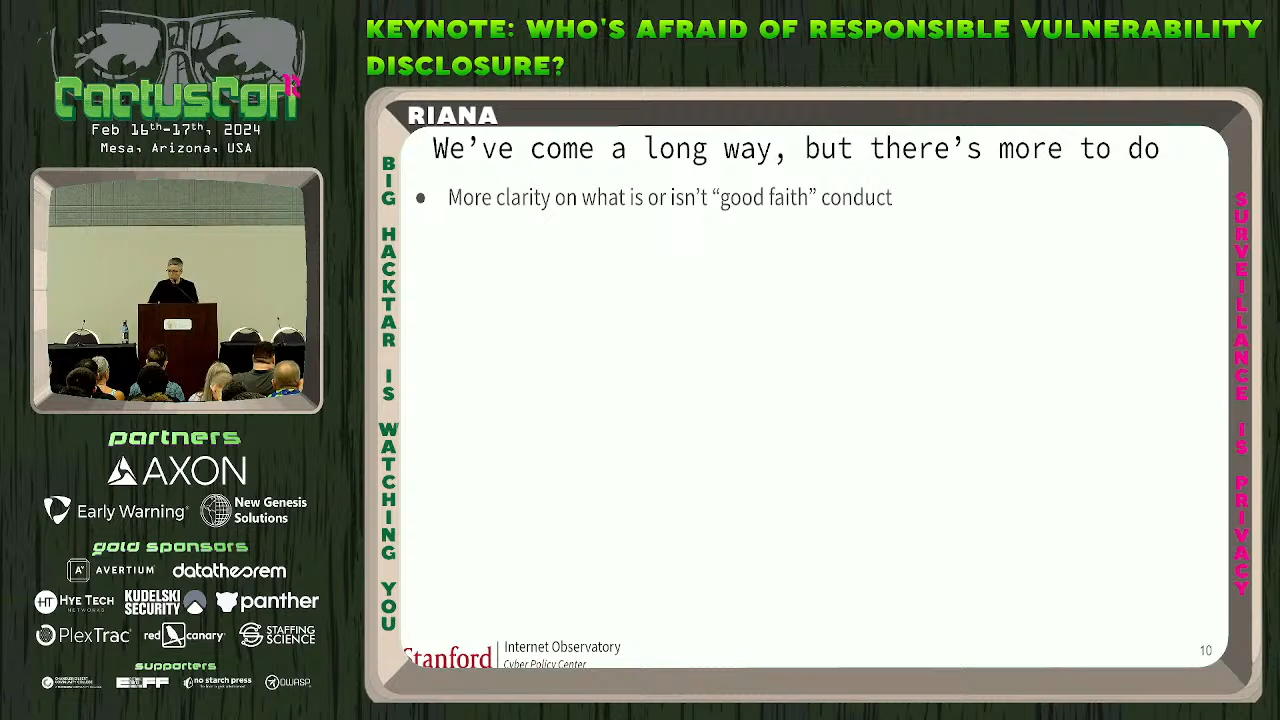 KEYNOTE: WHO'S AFRAID OF RESPONSIBLE VULNERABILITY
DISCLOSURE?
CactusCon
Feb 16th-17th, 2024
Mesa, Arizona, USA
RIANA
We've come a long way, but there's more to do
● More clarity on what is or isn't “good faith” conduct
BIG HACKTAR IS WATCHING YOU
SURVEILLANCE IS PRIVACY
partners
AXON
Early Warning
New Genesis
Solutions
gold sponsors
AVERTIUM
datatheorem
HT HYE TECH
NETWORKS
KUDELSKI
SECURITY
panther
PlexTrac
red canary
STAFFING
SCIENCE
supporters
EFF
no starch press
OWASP
Stanford
Internet Observatory
Cyber Policy Center
10